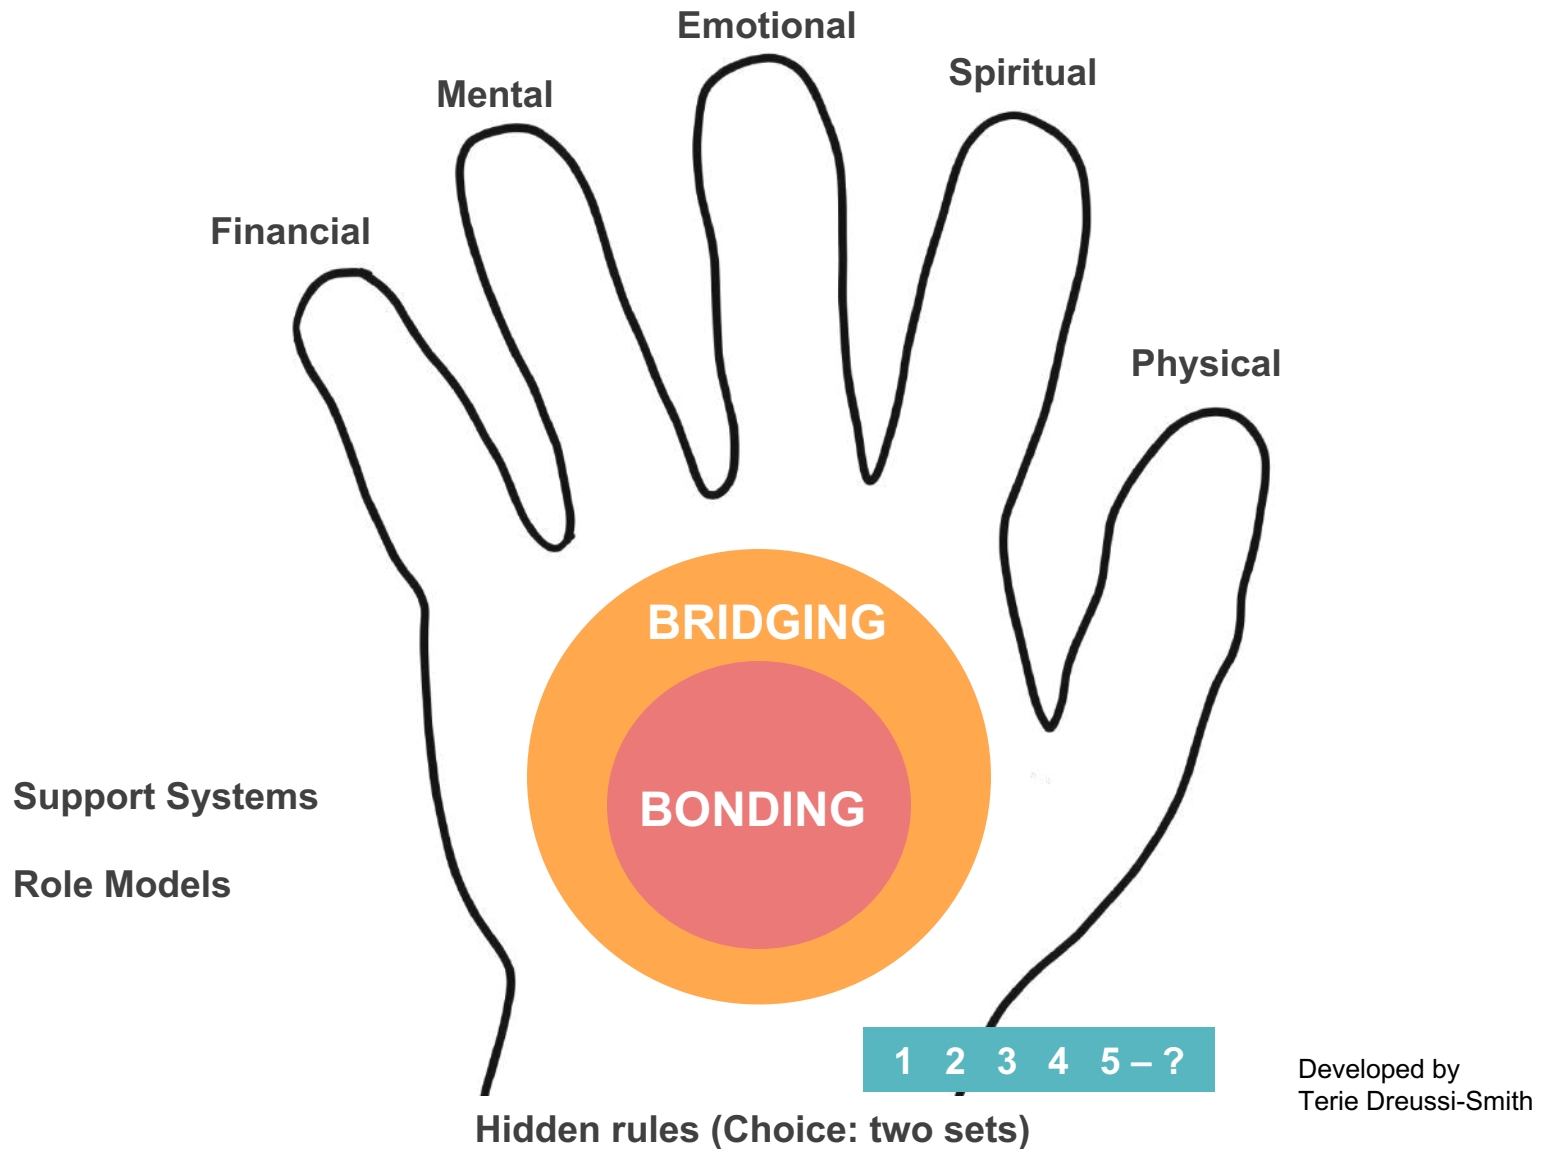 Emotional
Spiritual
Mental
Financial
Physical
BRIDGING
Support Systems
BONDING
Role Models
1 2 3 4 5 – ?
Developed by
Terie Dreussi-Smith
Hidden rules (Choice: two sets)